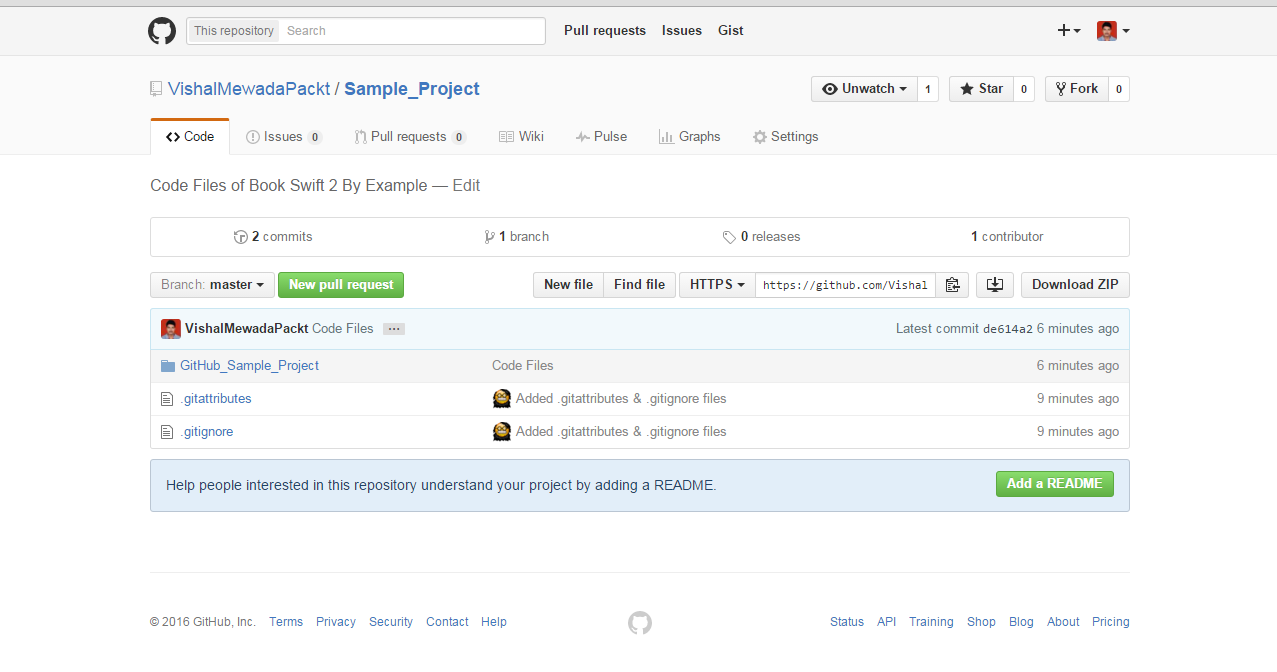 This repository Search Pull requests Issues Gist
VishalMewadaPackt / Sample_Project Unwatch 1 Star 0 Fork 0
Code Issues 0 Pull requests 0 Wiki Pulse Graphs Settings
Code Files of Book Swift 2 By Example — Edit
2 commits 1 branch 0 releases 1 contributor
Branch: master New pull request New file Find file HTTPS https://github.com/Vishal Download ZIP
VishalMewadaPackt Code Files ... Latest commit de614a2 6 minutes ago
GitHub_Sample_Project Code Files 6 minutes ago
.gitattributes Added .gitattributes & .gitignore files 9 minutes ago
.gitignore Added .gitattributes & .gitignore files 9 minutes ago
Help people interested in this repository understand your project by adding a README. Add a README
© 2016 GitHub, Inc. Terms Privacy Security Contact Help Status API Training Shop Blog About Pricing